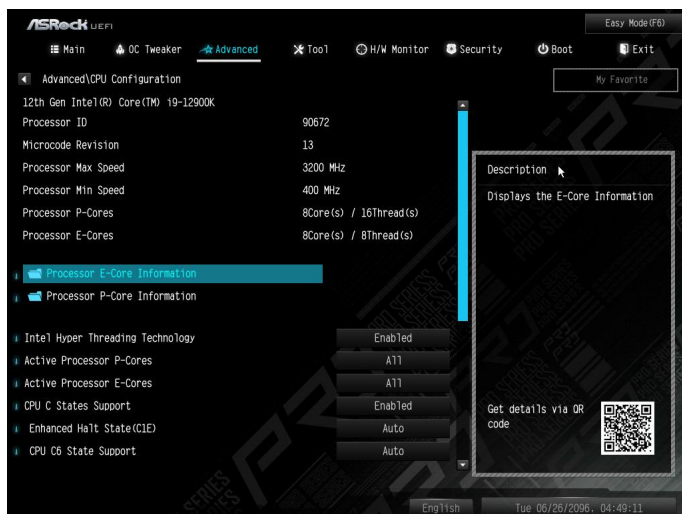 ASRock UEFI
Easy Mode(F6)
Main OC Tweaker Advanced Tool H/W Monitor Security Boot Exit
Advanced\CPU Configuration
My Favorite
12th Gen Intel(R) Core(TM) i9-12900K
Processor ID 90672
Microcode Revision 13
Processor Max Speed 3200 MHz
Processor Min Speed 400 MHz
Processor P-Cores 8Core(s) / 16Thread(s)
Processor E-Cores 8Core(s) / 8Thread(s)
Processor E-Core Information
Processor P-Core Information
Intel Hyper Threading Technology Enabled
Active Processor P-Cores All
Active Processor E-Cores All
CPU C States Support Enabled
Enhanced Halt State(C1E) Auto
CPU C6 State Support Auto
Description
Displays the E-Core Information
Get details via QR
code
English
Tue 06/26/2096. 04:49:11